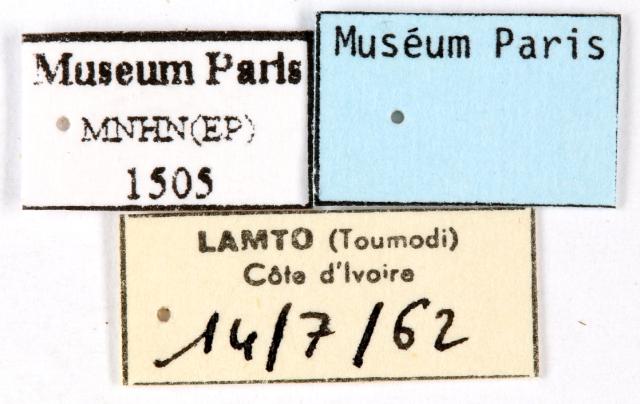 Museum Paris
MNHN(EP)
1505
Muséum Paris
LAMTO (Toumodi)
Côte d'Ivoire
14/7/62